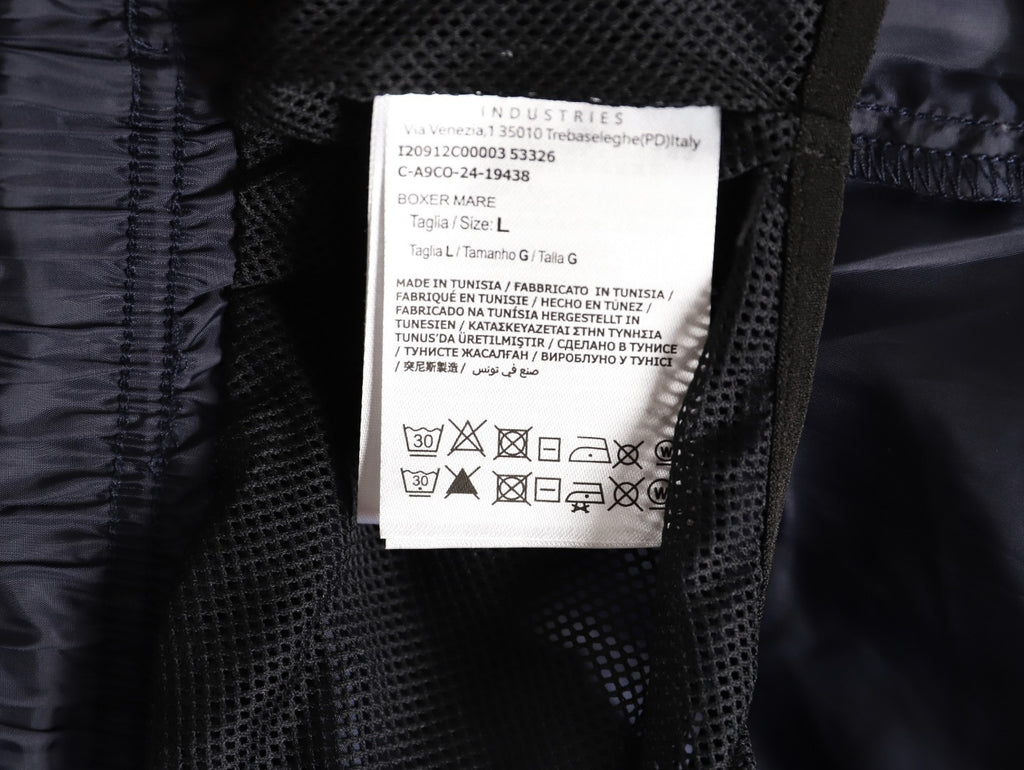 INDUSTRIES
Via Venezia,1 35010 Trebaseleghe(PD)Italy
I20912C00003 53326
C-A9CO-24-19438
BOXER MARE
Taglia / Size: L
Taglia L / Tamanho G / Talla G
MADE IN TUNISIA / FABBRICATO IN TUNISIA /
FABRIQUÉ EN TUNISIE / HECHO EN TÚNEZ /
FABRICADO NA TUNÍSIA HERGESTELLT IN
TUNESIEN / ΚΑΤΑΣΚΕΥΑΖΕΤΑΙ ΣΤΗΝ ΤΥΝΗΣΙΑ
TUNUS'DA ÜRETILMIŞTIR / СДЕЛАНО В ТУНИСЕ
/ ТУНИСТЕ ЖАСАЛҒАН / ВИРОБЛУНО У ТУНІСІ
/ 突尼斯製造 / صنع في تونس
30 W
30 W